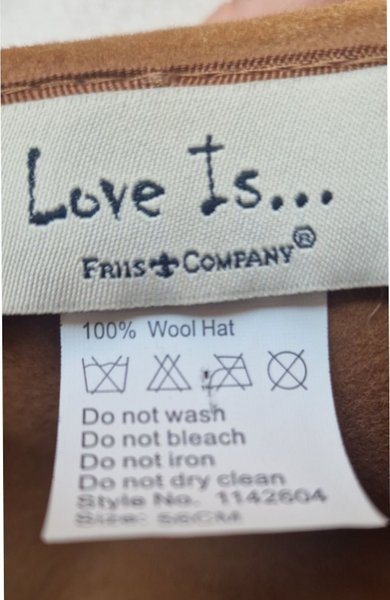 Love Is...
FRIIS COMPANY®
100% Wool Hat
Do not wash
Do not bleach
Do not iron
Do not dry clean
Style No. 1142604
Size: 56CM